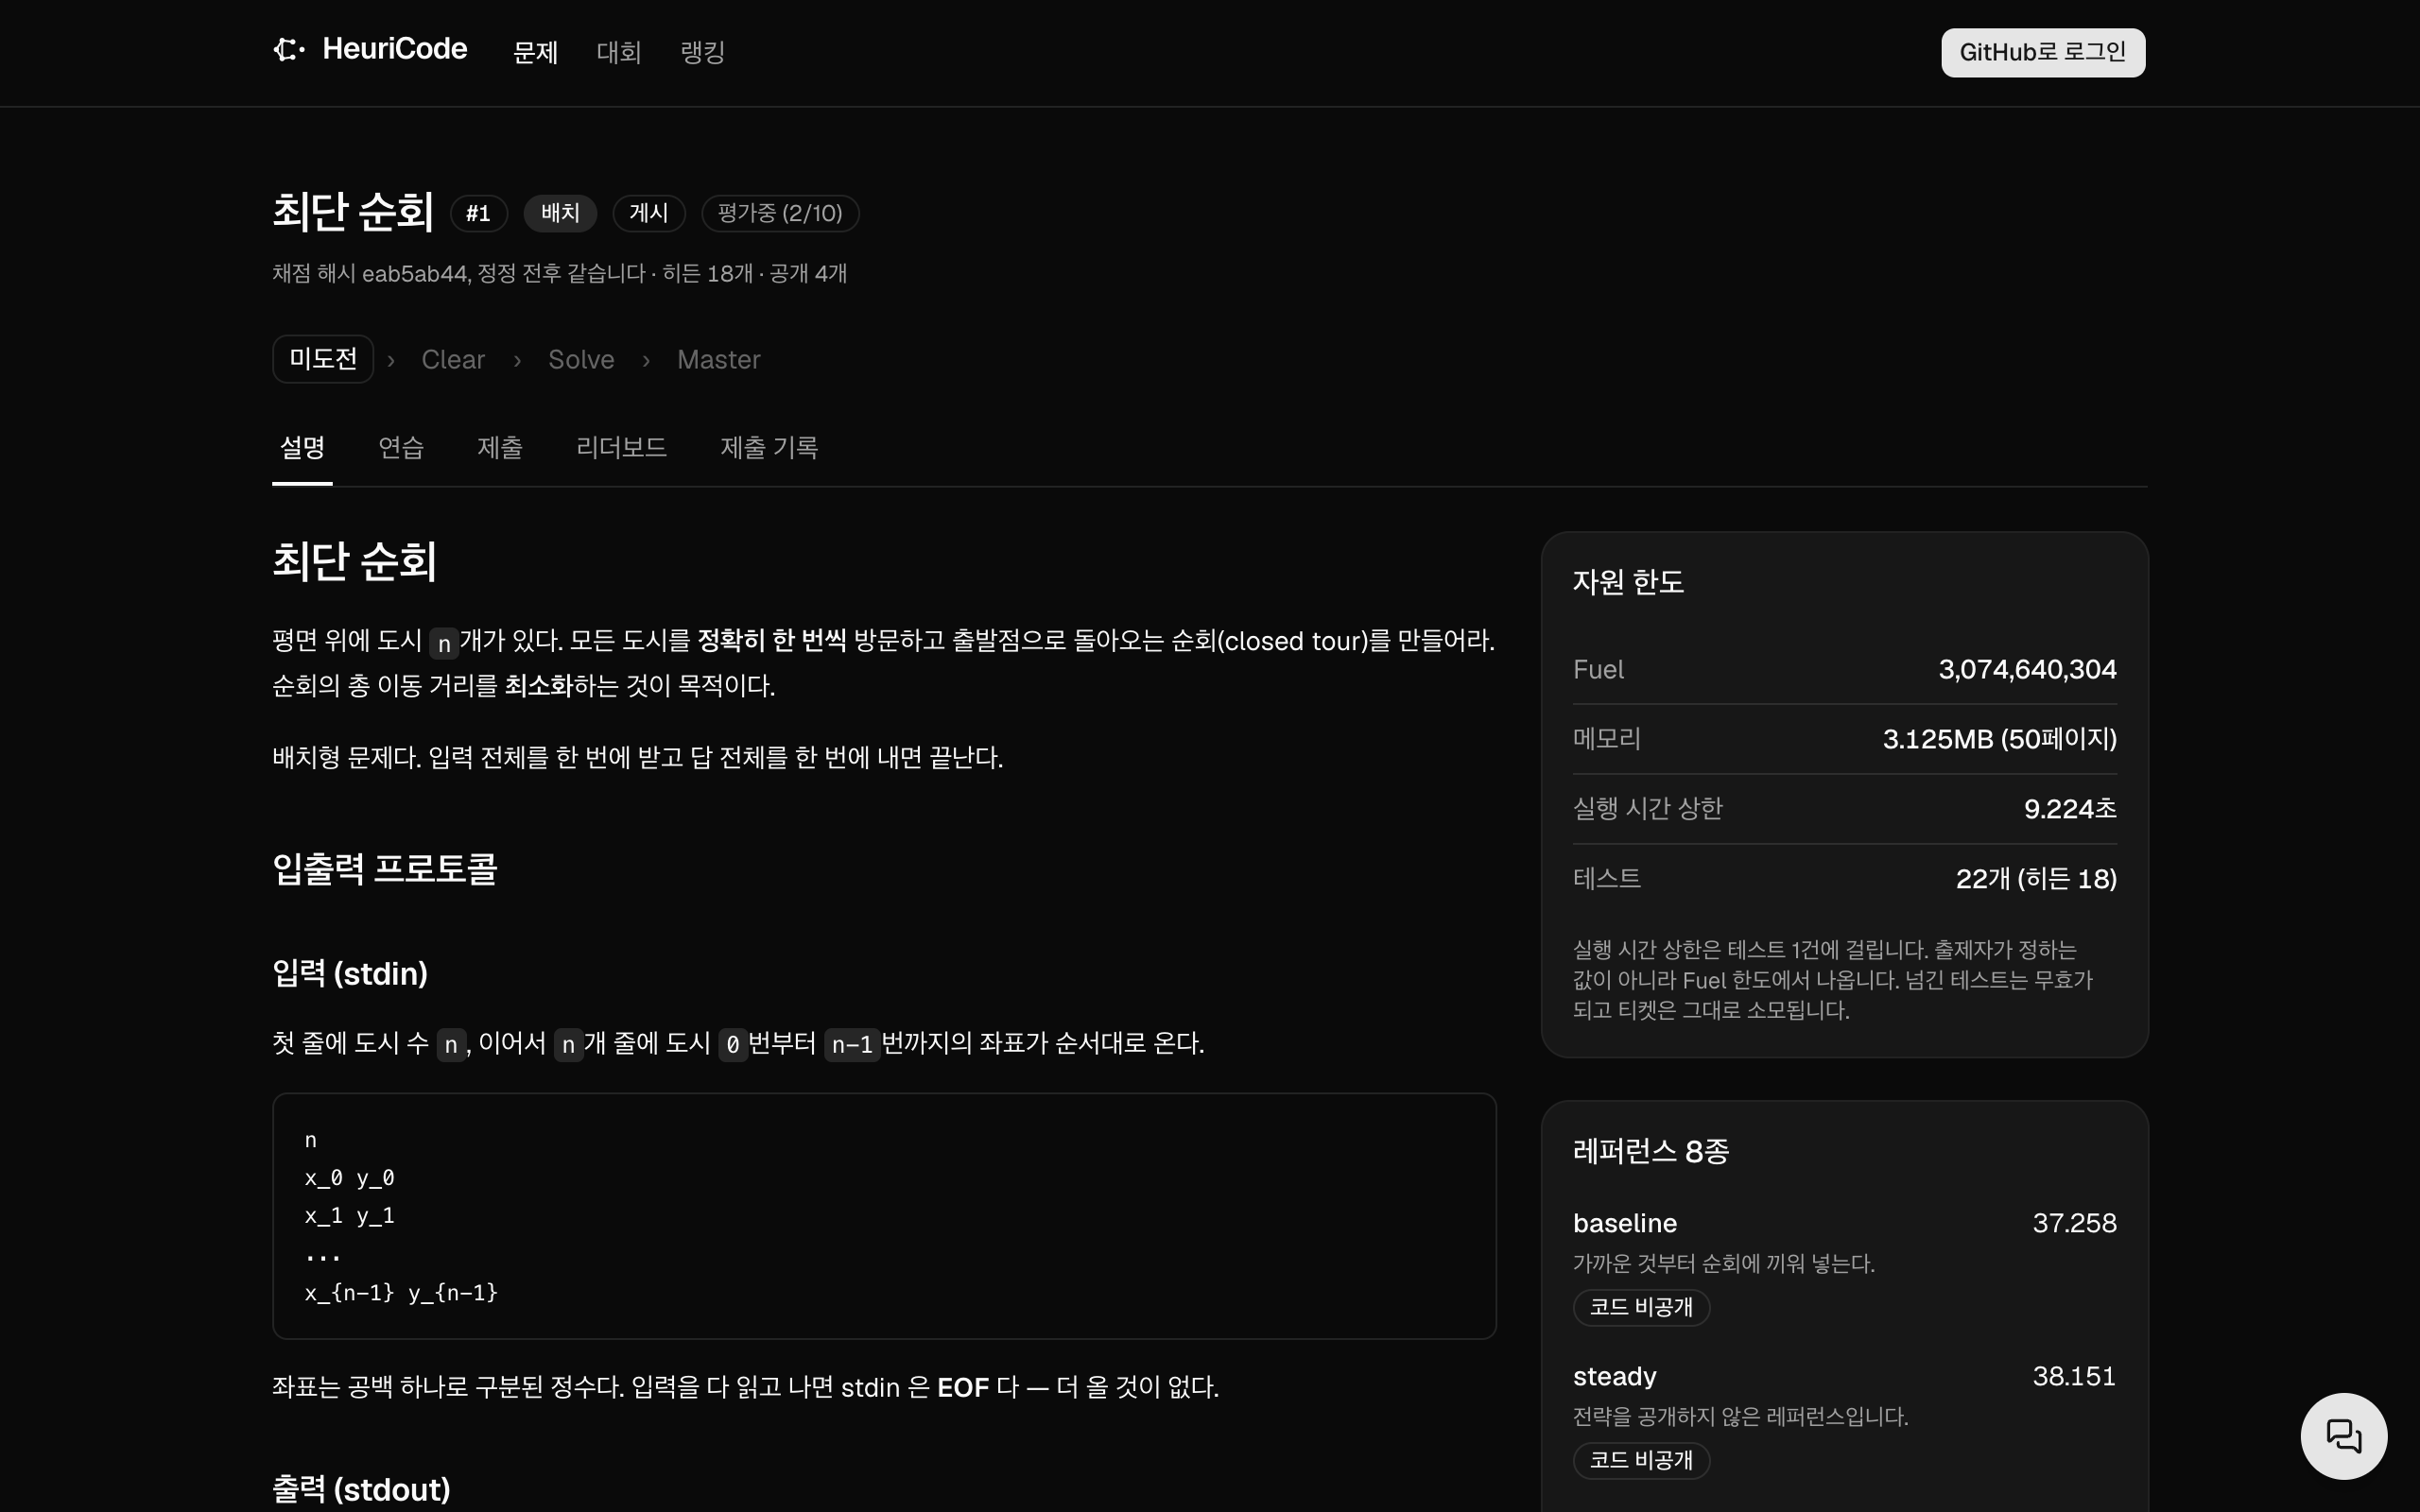 HeuriCode 문제 대회 랭킹 GitHub로 로그인
최단 순회 #1 배치 게시 평가중 (2/10)
채점 해시 eab5ab44, 정정 전후 같습니다 · 히든 18개 · 공개 4개
미도전 › Clear › Solve › Master
설명 연습 제출 리더보드 제출 기록
최단 순회
평면 위에 도시 n개가 있다. 모든 도시를 정확히 한 번씩 방문하고 출발점으로 돌아오는 순회(closed tour)를 만들어라.
순회의 총 이동 거리를 최소화하는 것이 목적이다.
배치형 문제다. 입력 전체를 한 번에 받고 답 전체를 한 번에 내면 끝난다.
입출력 프로토콜
입력 (stdin)
첫 줄에 도시 수 n, 이어서 n개 줄에 도시 0번부터 n-1번까지의 좌표가 순서대로 온다.
n
x_0 y_0
x_1 y_1
...
x_{n-1} y_{n-1}
좌표는 공백 하나로 구분된 정수다. 입력을 다 읽고 나면 stdin 은 EOF 다 — 더 올 것이 없다.
출력 (stdout)
자원 한도
Fuel 3,074,640,304
메모리 3.125MB (50페이지)
실행 시간 상한 9.224초
테스트 22개 (히든 18)
실행 시간 상한은 테스트 1건에 걸립니다. 출제자가 정하는
값이 아니라 Fuel 한도에서 나옵니다. 넘긴 테스트는 무효가
되고 티켓은 그대로 소모됩니다.
레퍼런스 8종
baseline 37.258
가까운 것부터 순회에 끼워 넣는다.
코드 비공개
steady 38.151
전략을 공개하지 않은 레퍼런스입니다.
코드 비공개